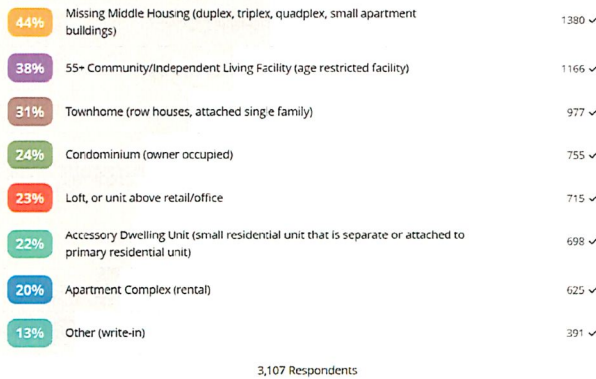 44% Missing Middle Housing (duplex, triplex, quadplex, small apartment
buildings) 1380 ✓
38% 55+ Community/Independent Living Facility (age restricted facility) 1166 ✓
31% Townhome (row houses, attached single family) 977 ✓
24% Condominium (owner occupied) 755 ✓
23% Loft, or unit above retail/office 715 ✓
22% Accessory Dwelling Unit (small residential unit that is separate or attached to
primary residential unit) 698 ✓
20% Apartment Complex (rental) 625 ✓
13% Other (write-in) 391 ✓
3,107 Respondents